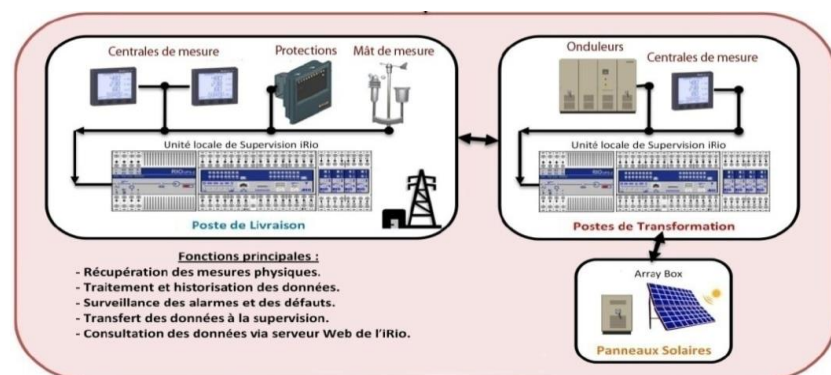 Centrales de mesure
Protections
Mât de mesure
Unité locale de Supervision iRio
Poste de Livraison
Onduleurs
Centrales de mesure
Unité locale de Supervision iRio
Postes de Transformation
Fonctions principales :
- Récupération des mesures physiques.
- Traitement et historisation des données.
- Surveillance des alarmes et des défauts.
- Transfert des données à la supervision.
- Consultation des données via serveur Web de l'iRio.
Array Box
Panneaux Solaires